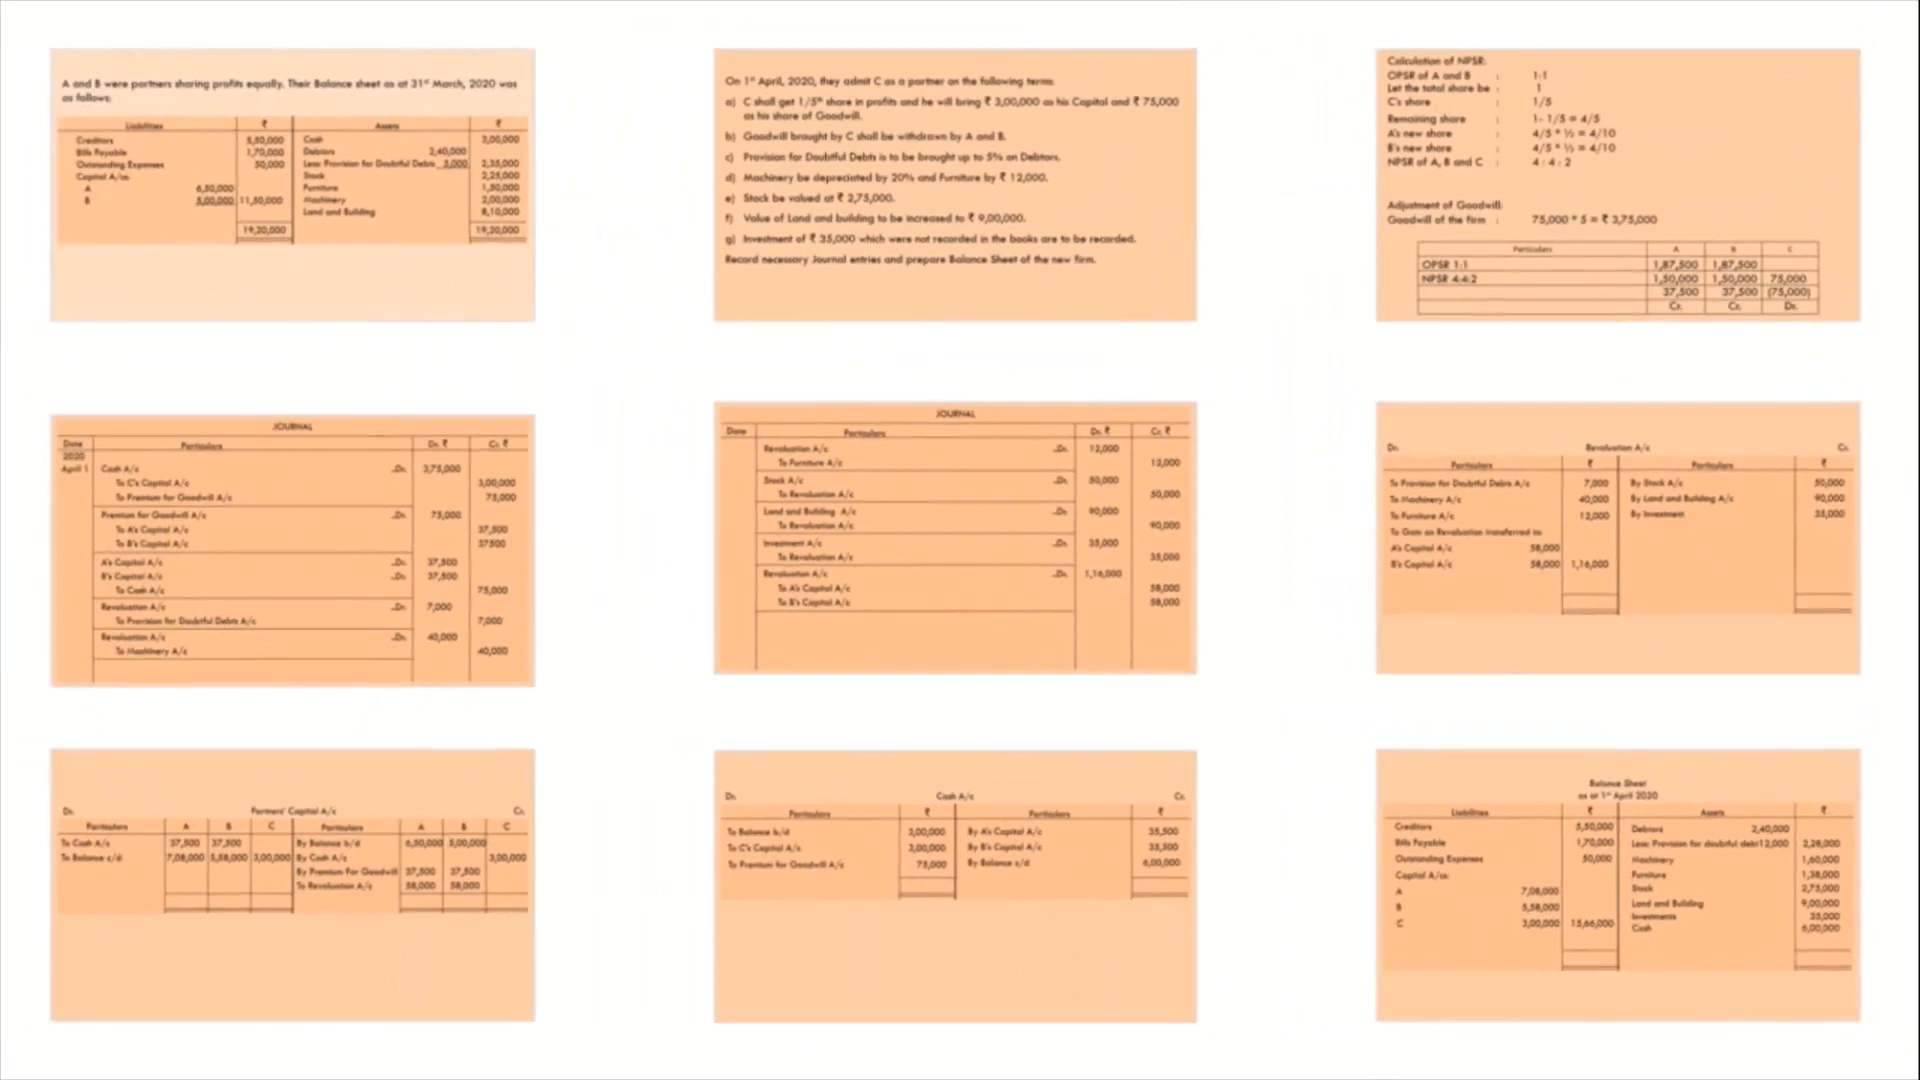 A and B were partners sharing profits equally. Their Balance sheet as at 31st March, 2020 was
as follows:
Liabilities ₹ Assets ₹
Creditors 5,50,000 Cash 3,00,000
Bills Payable 1,70,000 Debtors 2,40,000
Outstanding Expenses 50,000 Less: Provision for Doubtful Debts 5,000 2,35,000
Capital A/cs: Stock 2,25,000
A 6,50,000 Furniture 1,50,000
B 5,00,000 11,50,000 Machinery 2,00,000
Land and Building 8,10,000
19,20,000 19,20,000
On 1st April, 2020, they admit C as a partner on the following terms:
a) C shall get 1/5th share in profits and he will bring ₹ 3,00,000 as his Capital and ₹ 75,000
as his share of Goodwill.
b) Goodwill brought by C shall be withdrawn by A and B.
c) Provision for Doubtful Debts is to be brought up to 5% on Debtors.
d) Machinery be depreciated by 20% and Furniture by ₹ 12,000.
e) Stock be valued at ₹ 2,75,000.
f) Value of Land and building to be increased to ₹ 9,00,000.
g) Investment of ₹ 35,000 which were not recorded in the books are to be recorded.
Record necessary Journal entries and prepare Balance Sheet of the new firm.
Calculation of NPSR:
OPSR of A and B : 1:1
Let the total share be : 1
C's share : 1/5
Remaining share : 1- 1/5 = 4/5
A's new share : 4/5 * ½ = 4/10
B's new share : 4/5 * ½ = 4/10
NPSR of A, B and C : 4 : 4 : 2
Adjustment of Goodwill:
Goodwill of the firm : 75,000 * 5 = ₹ 3,75,000
Particulars A B C
OPSR 1:1 1,87,500 1,87,500
NPSR 4:4:2 1,50,000 1,50,000 75,000
37,500 37,500 (75,000)
Cr. Cr. Dr.
JOURNAL
Date Particulars Dr. ₹ Cr. ₹
2020
April 1 Cash A/c ..Dr. 3,75,000
To C's Capital A/c 3,00,000
To Premium for Goodwill A/c 75,000
Premium for Goodwill A/c ..Dr. 75,000
To A's Capital A/c 37,500
To B's Capital A/c 37500
A's Capital A/c ..Dr. 37,500
B's Capital A/c ..Dr. 37,500
To Cash A/c 75,000
Revaluation A/c ..Dr. 7,000
To Provision for Doubtful Debts A/c 7,000
Revaluation A/c ..Dr. 40,000
To Machinery A/c 40,000
JOURNAL
Date Particulars Dr. ₹ Cr. ₹
Revaluation A/c ..Dr. 12,000
To Furniture A/c 12,000
Stock A/c ..Dr. 50,000
To Revaluation A/c 50,000
Land and Building A/c ..Dr. 90,000
To Revaluation A/c 90,000
Investment A/c ..Dr. 35,000
To Revaluation A/c 35,000
Revaluation A/c ..Dr. 1,16,000
To A's Capital A/c 58,000
To B's Capital A/c 58,000
Dr. Revaluation A/c Cr.
Particulars ₹ Particulars ₹
To Provision for Doubtful Debts A/c 7,000 By Stock A/c 50,000
To Machinery A/c 40,000 By Land and Building A/c 90,000
To Furniture A/c 12,000 By Investment 35,000
To Gain on Revaluation transferred to
A's Capital A/c 58,000
B's Capital A/c 58,000 1,16,000
Dr. Partners' Capital A/c Cr.
Particulars A B C Particulars A B C
To Cash A/c 37,500 37,500 By Balance b/d 6,50,000 5,00,000
To Balance c/d 7,08,000 5,58,000 3,00,000 By Cash A/c 3,00,000
By Premium For Goodwill 37,500 37,500
To Revaluation A/c 58,000 58,000
Dr. Cash A/c Cr.
Particulars ₹ Particulars ₹
To Balance b/d 3,00,000 By A's Capital A/c 35,500
To C's Capital A/c 3,00,000 By B's Capital A/c 35,500
To Premium for Goodwill A/c 75,000 By Balance c/d 6,00,000
Balance Sheet
as at 1st April 2020
Liabilities ₹ Assets ₹
Creditors 5,50,000 Debtors 2,40,000
Bills Payable 1,70,000 Less: Provision for doubtful debt 12,000 2,28,000
Outstanding Expenses 50,000 Machinery 1,60,000
Capital A/cs: Furniture 1,38,000
A 7,08,000 Stock 2,75,000
B 5,58,000 Land and Building 9,00,000
C 3,00,000 15,66,000 Investments 35,000
Cash 6,00,000